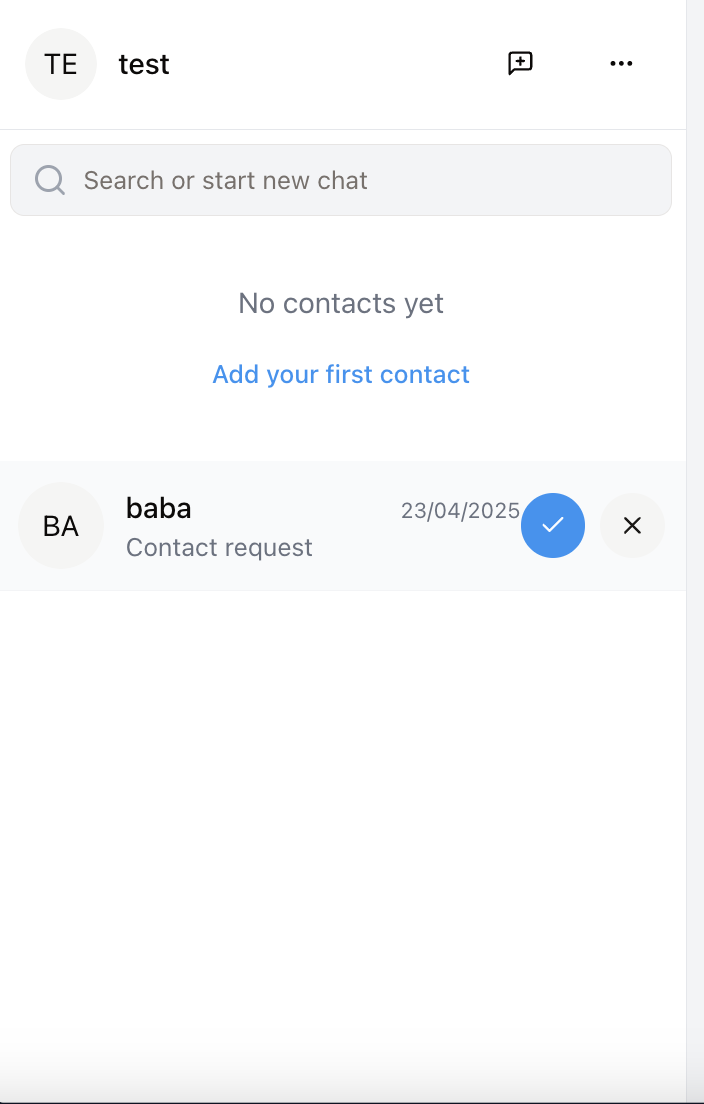 TE test
Search or start new chat
No contacts yet
Add your first contact
BA baba 23/04/2025
Contact request